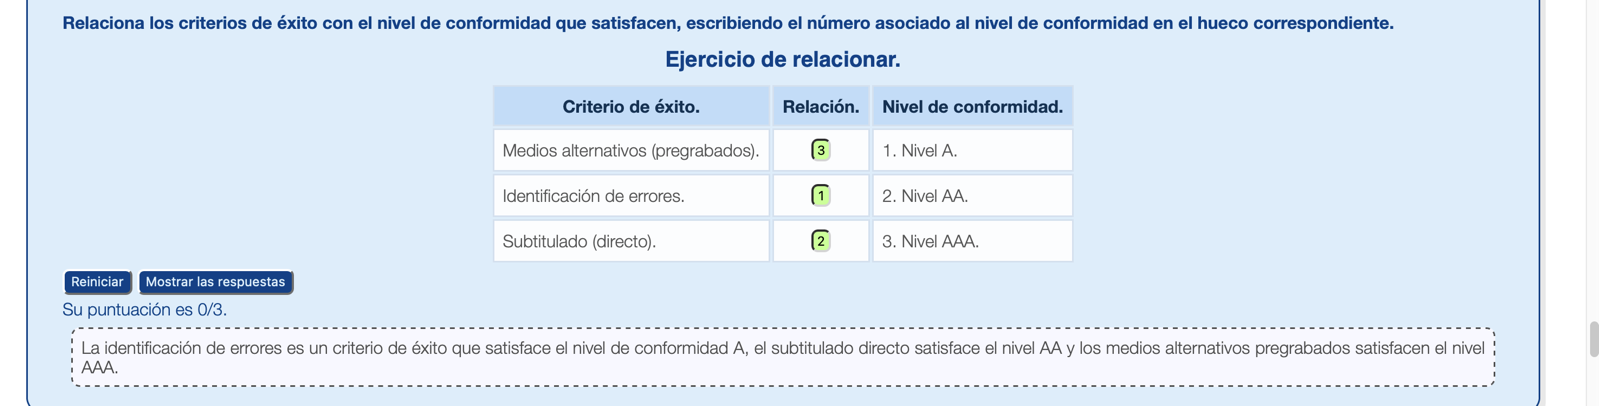 Relaciona los criterios de éxito con el nivel de conformidad que satisfacen, escribiendo el número asociado al nivel de conformidad en el hueco correspondiente.
Ejercicio de relacionar.
Criterio de éxito. Relación. Nivel de conformidad.
Medios alternativos (pregrabados). 3 1. Nivel A.
Identificación de errores. 1 2. Nivel AA.
Subtitulado (directo). 2 3. Nivel AAA.
Reiniciar Mostrar las respuestas
Su puntuación es 0/3.
La identificación de errores es un criterio de éxito que satisface el nivel de conformidad A, el subtitulado directo satisface el nivel AA y los medios alternativos pregrabados satisfacen el nivel
AAA.